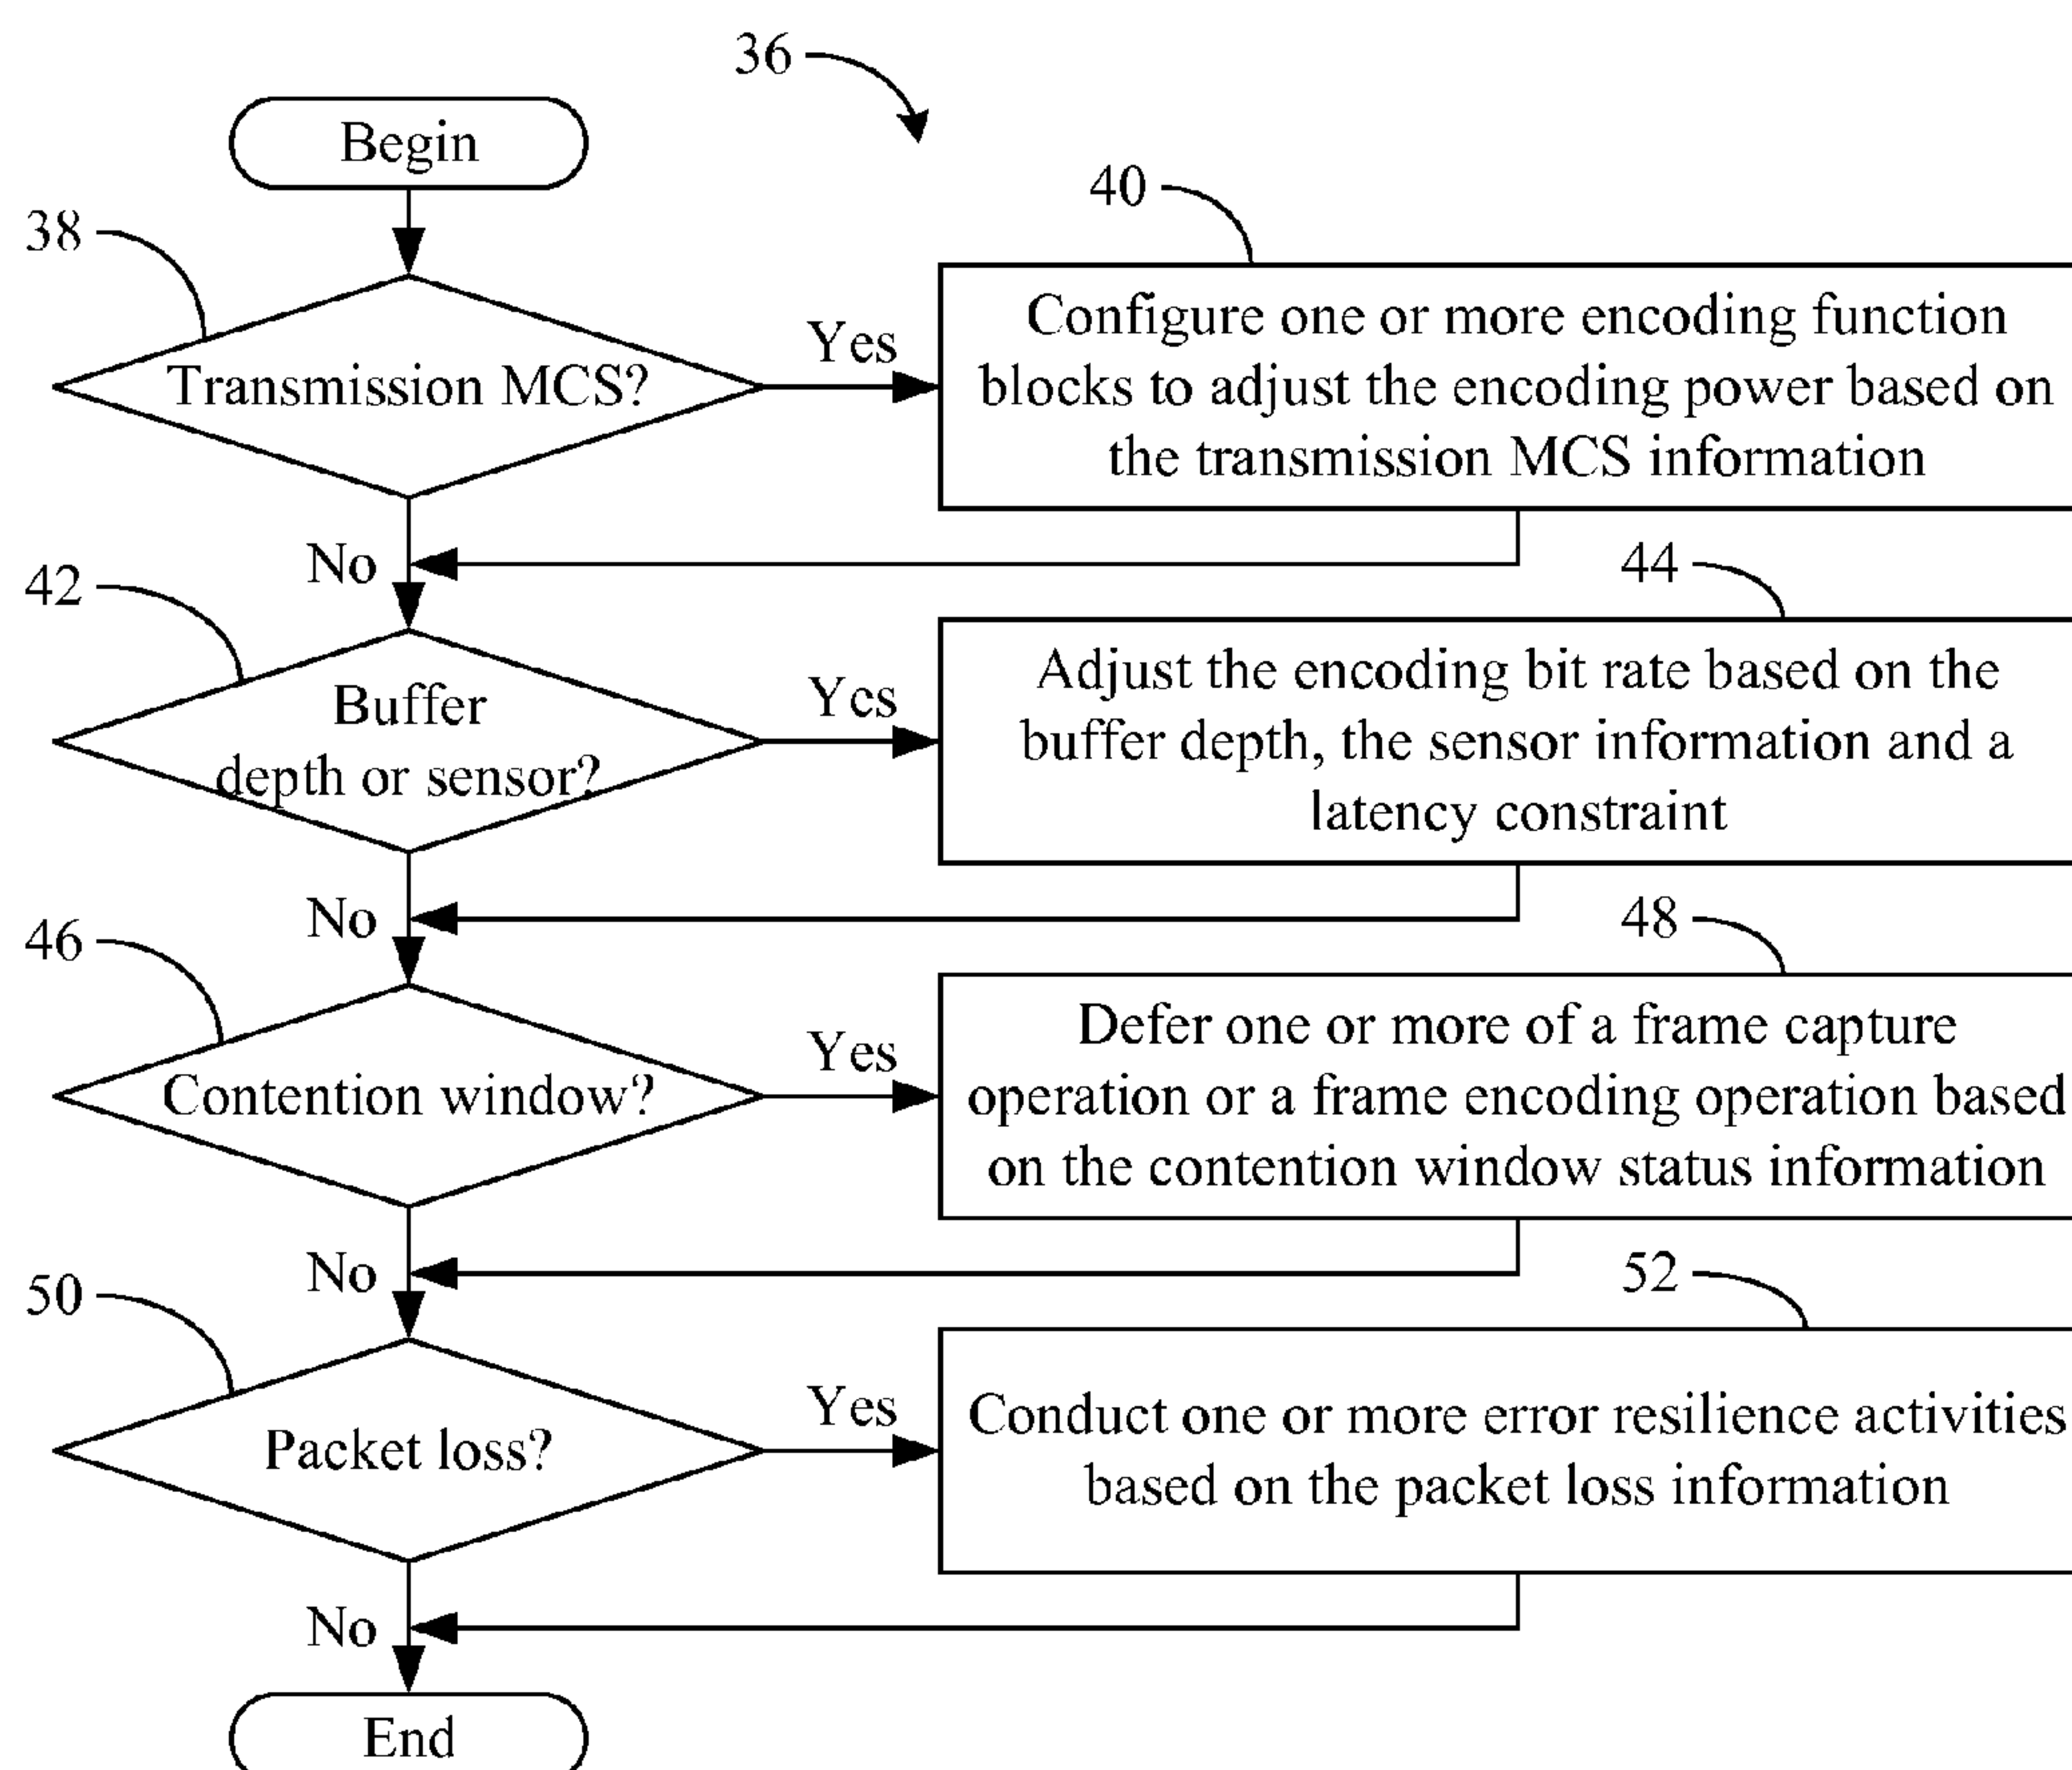 36
Begin
38
40
Transmission MCS?
Yes
Configure one or more encoding function
blocks to adjust the encoding power based on
the transmission MCS information
No
42
44
Buffer
depth or sensor?
Yes
Adjust the encoding bit rate based on the
buffer depth, the sensor information and a
latency constraint
No
46
48
Contention window?
Yes
Defer one or more of a frame capture
operation or a frame encoding operation based
on the contention window status information
No
50
52
Packet loss?
Yes
Conduct one or more error resilience activities
based on the packet loss information
No
End